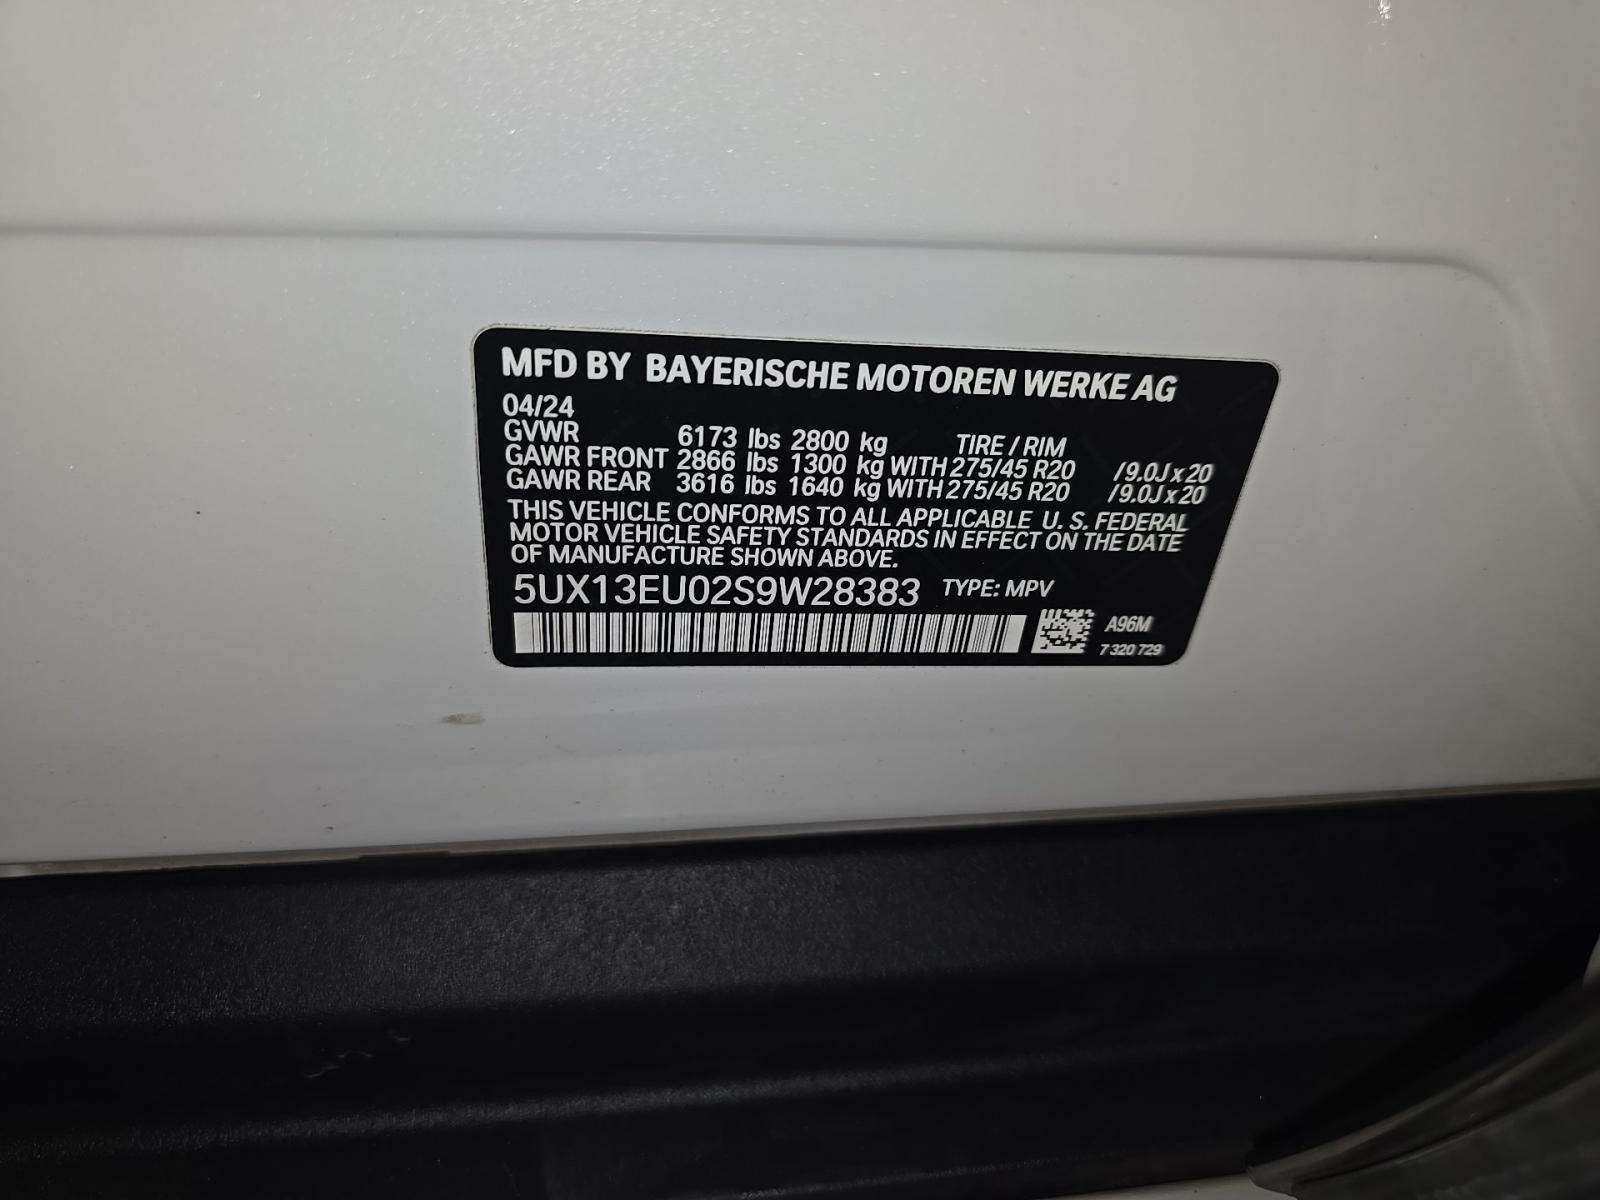 MFD BY BAYERISCHE MOTOREN WERKE AG
04/24
GVWR 6173 lbs 2800 kg TIRE / RIM
GAWR FRONT 2866 lbs 1300 kg WITH 275/45 R20 /9.0J x 20
GAWR REAR 3616 lbs 1640 kg WITH 275/45 R20 /9.0J x 20
THIS VEHICLE CONFORMS TO ALL APPLICABLE U. S. FEDERAL
MOTOR VEHICLE SAFETY STANDARDS IN EFFECT ON THE DATE
OF MANUFACTURE SHOWN ABOVE.
5UX13EU02S9W28383 TYPE: MPV
A96M
7 320 729